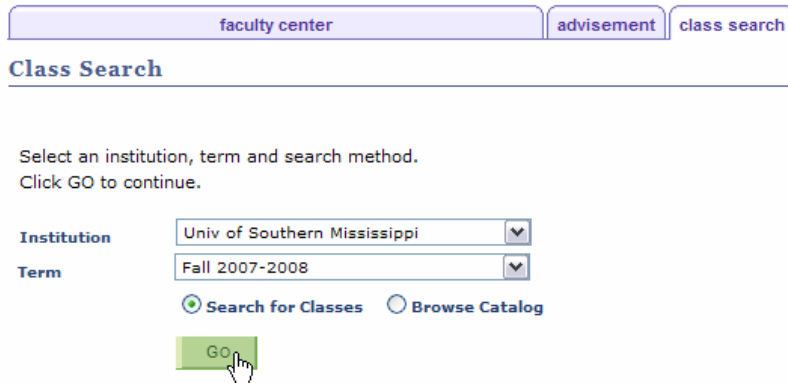 faculty center advisement class search
Class Search
Select an institution, term and search method.
Click GO to continue.
Institution Univ of Southern Mississippi
Term Fall 2007-2008
Search for Classes Browse Catalog
GO